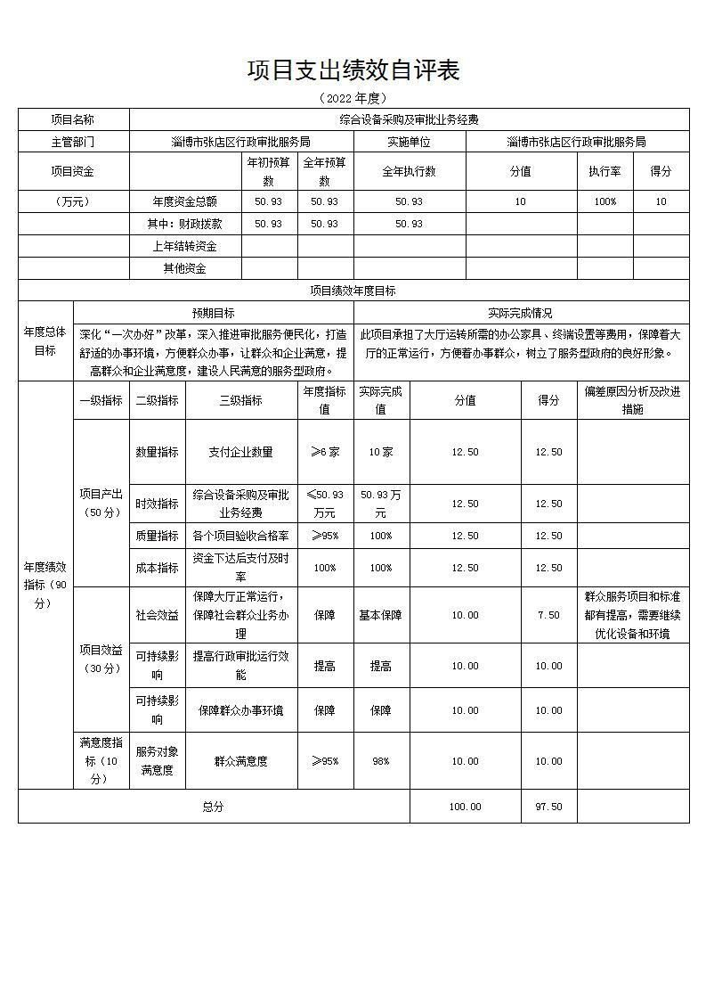 项目支出绩效自评表
（2022 年度）
项目名称 综合设备采购及审批业务经费
主管部门 淄博市张店区行政审批服务局 实施单位 淄博市张店区行政审批服务局
项目资金 年初预算数 全年预算数 全年执行数 分值 执行率 得分
（万元） 年度资金总额 50.93 50.93 50.93 10 100% 10
其中：财政拨款 50.93 50.93 50.93
上年结转资金
其他资金
项目绩效年度目标
年度总体目标
预期目标 实际完成情况
深化“一次办好”改革，深入推进审批服务便民化，打造
舒适的办事环境，方便群众办事，让群众和企业满意，提
高群众和企业满意度，建设人民满意的服务型政府。
此项目承担了大厅运转所需的办公家具、终端设置等费用，保障着大
厅的正常运行，方便着办事群众，树立了服务型政府的良好形象。
年度绩效指标（90分）
一级指标 二级指标 三级指标 年度指标值 实际完成值 分值 得分 偏差原因分析及改进措施
项目产出（50 分）
数量指标 支付企业数量 ≥6 家 10 家 12.50 12.50
时效指标 综合设备采购及审批业务经费 ≤50.93万元 50.93 万元 12.50 12.50
质量指标 各个项目验收合格率 ≥95% 100% 12.50 12.50
成本指标 资金下达后支付及时率 100% 100% 12.50 12.50
项目效益（30 分）
社会效益 保障大厅正常运行，保障社会群众业务办理 保障 基本保障 10.00 7.50 群众服务项目和标准都有提高，需要继续优化设备和环境
可持续影响 提高行政审批运行效能 提高 提高 10.00 10.00
可持续影响 保障群众办事环境 保障 保障 10.00 10.00
满意度指标（10分）
服务对象满意度 群众满意度 ≥95% 98% 10.00 10.00
总分 100.00 97.50